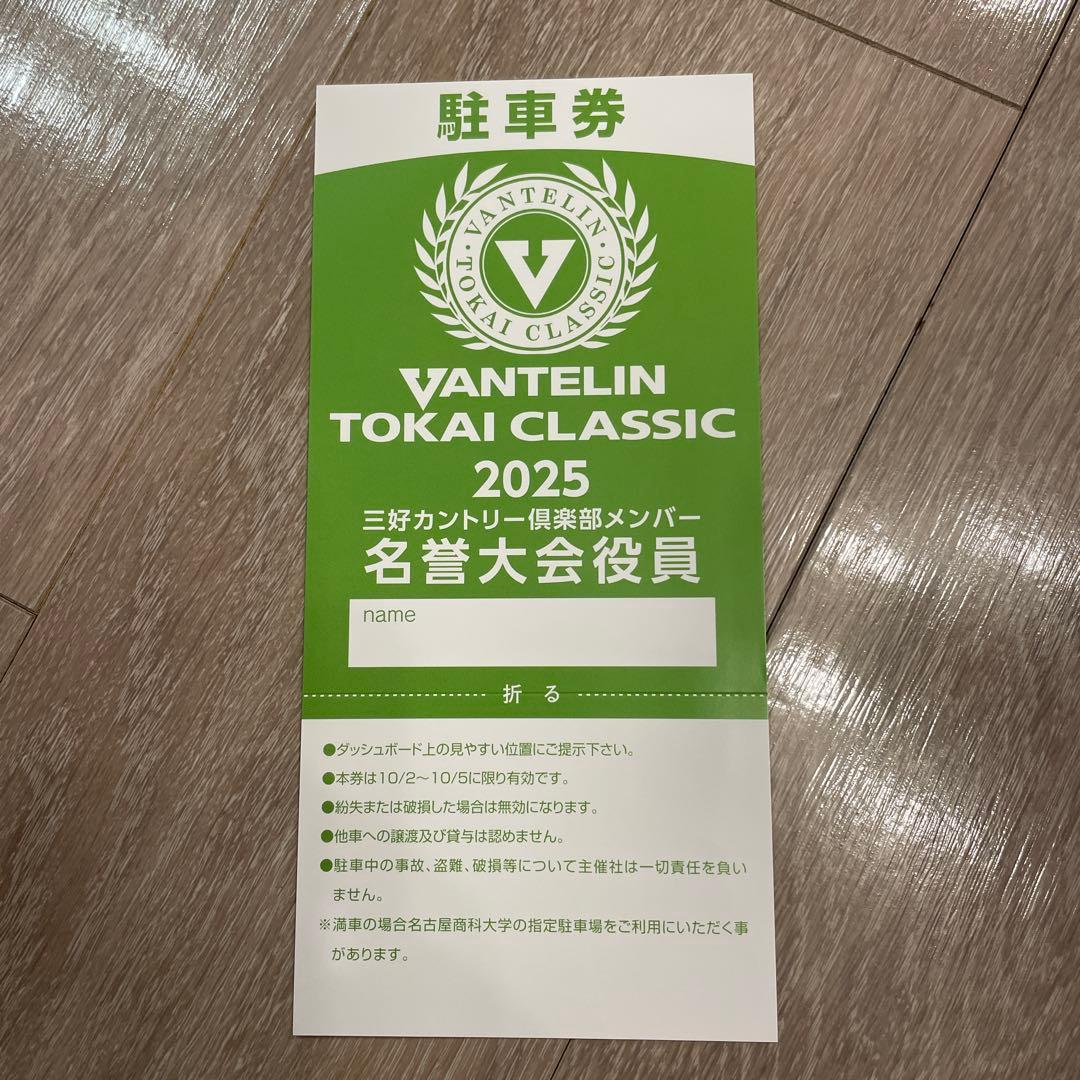 駐車券
VANTELIN
TOKAI CLASSIC
V
VANTELIN
TOKAI CLASSIC
2025
三好カントリー倶楽部メンバー
名誉大会役員
name
折る
●ダッシュボード上の見やすい位置にご提示下さい。
●本券は10/2〜10/5に限り有効です。
●紛失または破損した場合は無効になります。
●他車への譲渡及び貸与は認めません。
●駐車中の事故、盗難、破損等について主催社は一切責任を負い
ません。
※満車の場合名古屋商科大学の指定駐車場をご利用にいただく事
があります。